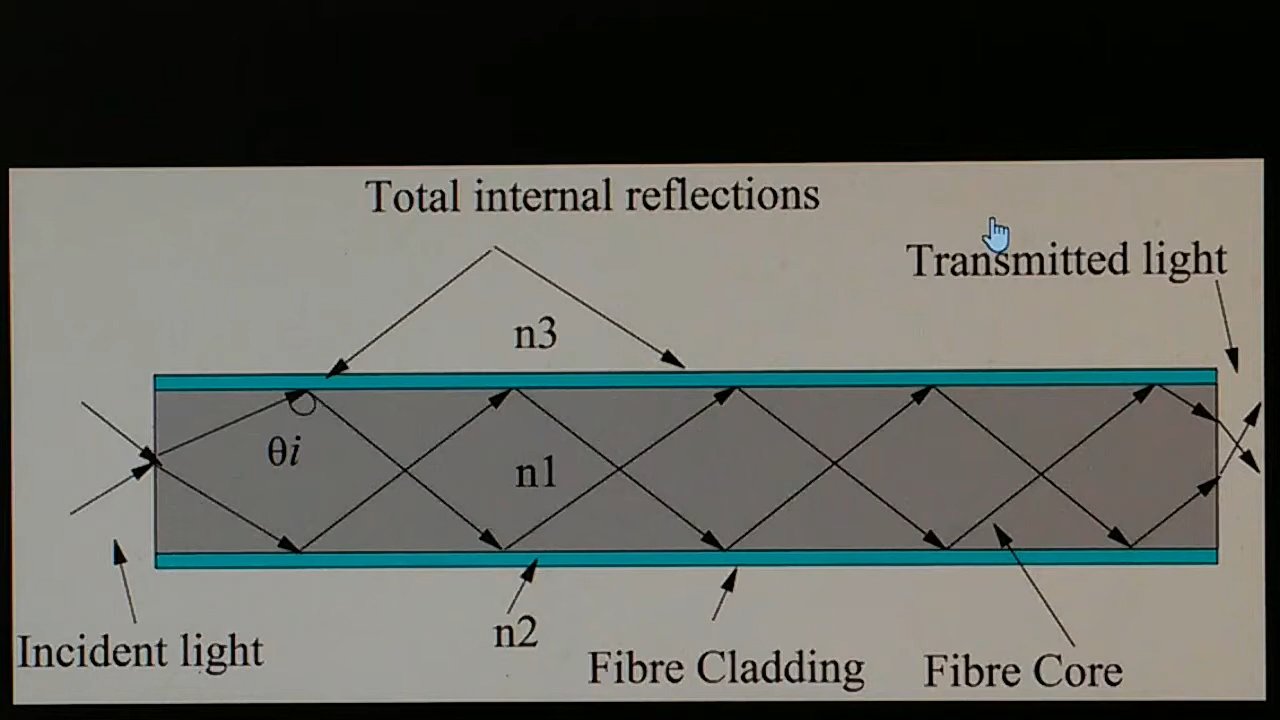 Total internal reflections
Transmitted light
n3
θi
n1
n2
Incident light
Fibre Cladding
Fibre Core